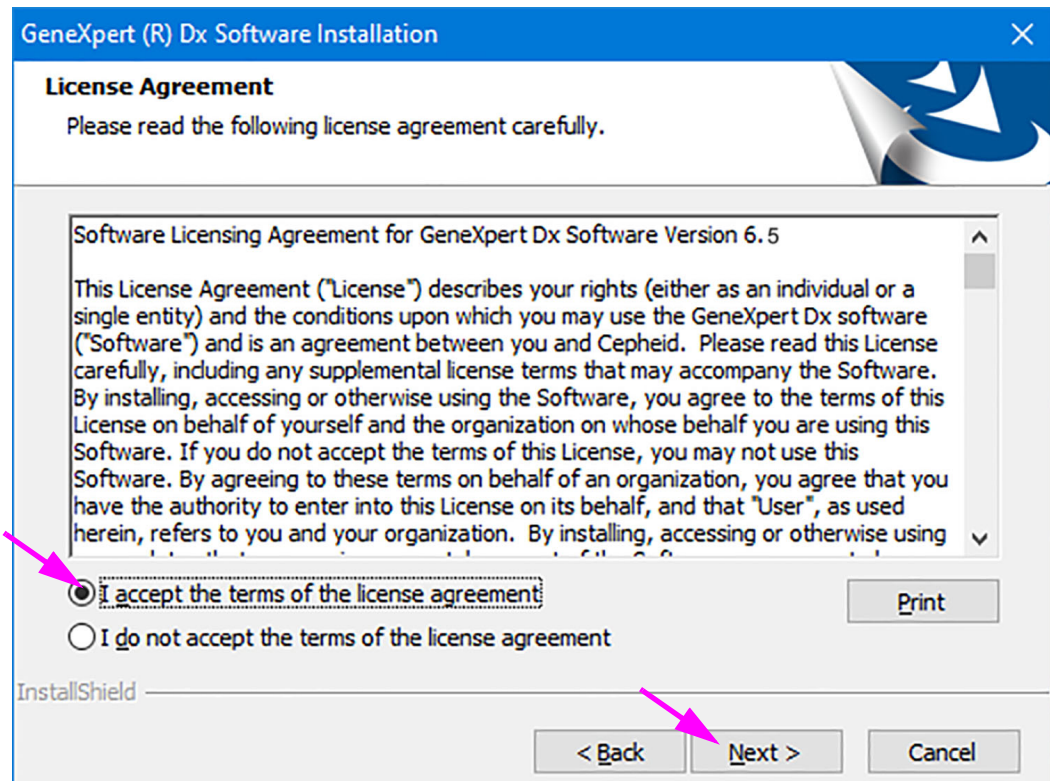 GeneXpert (R) Dx Software Installation
License Agreement
Please read the following license agreement carefully.
Software Licensing Agreement for GeneXpert Dx Software Version 6.5
This License Agreement ("License") describes your rights (either as an individual or a
single entity) and the conditions upon which you may use the GeneXpert Dx software
("Software") and is an agreement between you and Cepheid.  Please read this License
carefully, including any supplemental license terms that may accompany the Software.
By installing, accessing or otherwise using the Software, you agree to the terms of this
License on behalf of yourself and the organization on whose behalf you are using this
Software. If you do not accept the terms of this License, you may not use this
Software. By agreeing to these terms on behalf of an organization, you agree that you
have the authority to enter into this License on its behalf, and that "User", as used
herein, refers to you and your organization.  By installing, accessing or otherwise using
I accept the terms of the license agreement
Print
I do not accept the terms of the license agreement
InstallShield
< Back
Next >
Cancel